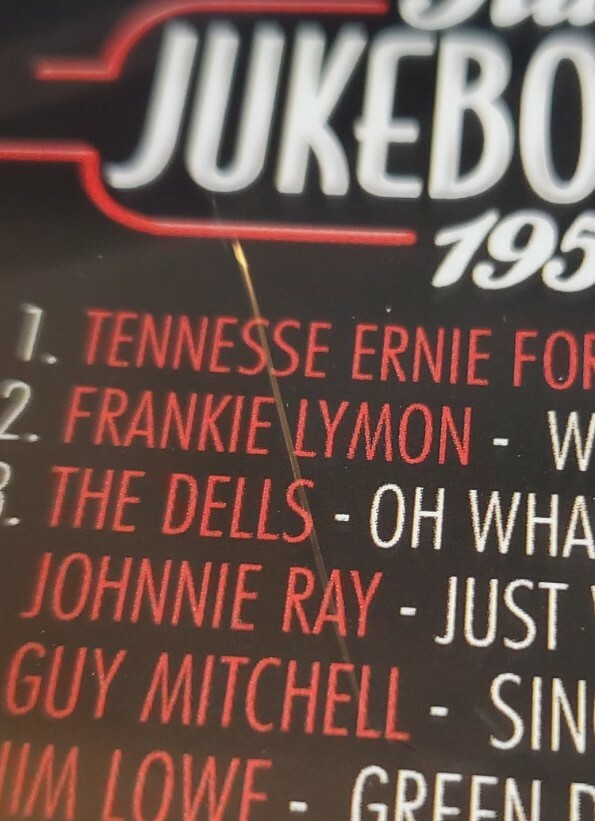 JUKEBO
195
1. TENNESSE ERNIE FOR
2. FRANKIE LYMON - W
3. THE DELLS - OH WHA
JOHNNIE RAY - JUST
GUY MITCHELL - SIN
JIM LOWE - GREEN D